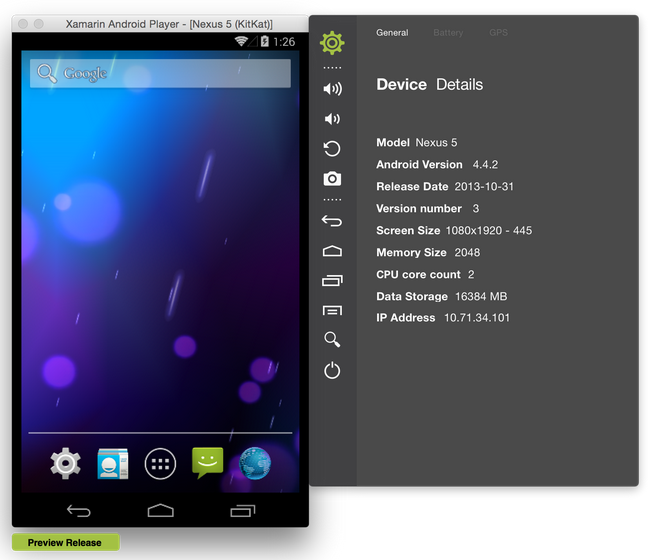 Xamarin Android Player - [Nexus 5 (KitKat)]
1:26
Google
General Battery GPS
Device Details
Model Nexus 5
Android Version 4.4.2
Release Date 2013-10-31
Version number 3
Screen Size 1080x1920 - 445
Memory Size 2048
CPU core count 2
Data Storage 16384 MB
IP Address 10.71.34.101
Preview Release